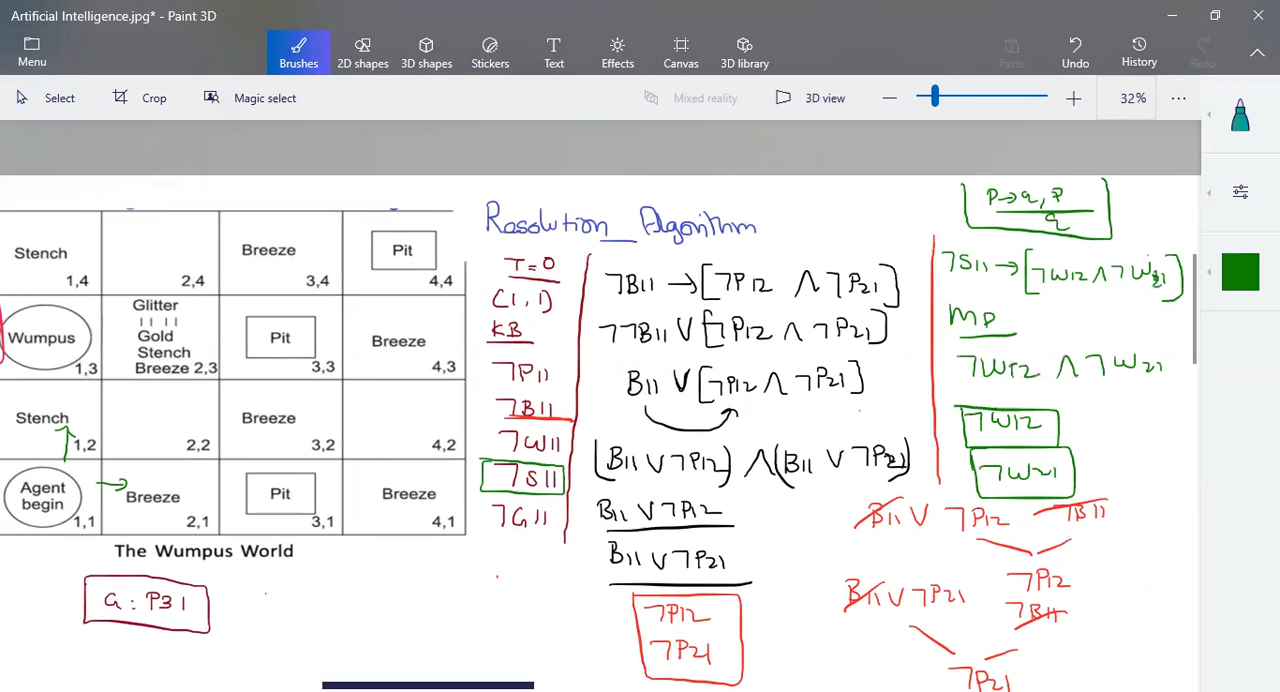 Artificial Intelligence.jpg* - Paint 3D
Menu
Brushes
2D shapes
3D shapes
Stickers
Text
Effects
Canvas
3D library
Paste
Undo
History
Redo
Select
Crop
Magic select
Mixed reality
3D view
32%
Stench
1,4
2,4
Breeze
3,4
Pit
4,4
Wumpus
1,3
Glitter
Gold
Stench
Breeze 2,3
Pit
3,3
Breeze
4,3
Stench
1,2
2,2
Breeze
3,2
4,2
Agent
begin
1,1
Breeze
2,1
Pit
3,1
Breeze
4,1
The Wumpus World
G : P31
Resolution Algorithm
T=0
(1,1)
KB
¬P11
¬B11
¬W11
¬S11
¬G11
¬B11 → [¬P12 ∧ ¬P21]
¬¬B11 ∨ [¬P12 ∧ ¬P21]
B11 ∨ [¬P12 ∧ ¬P21]
(B11 ∨ ¬P12) ∧ (B11 ∨ ¬P21)
B11 ∨ ¬P12
B11 ∨ ¬P21
¬P12
¬P21
P→q, P
q
¬S11 → [¬W12 ∧ ¬W21]
MP
¬W12 ∧ ¬W21
¬W12
¬W21
B11 ∨ ¬P12 ¬B11
¬P12
B11 ∨ ¬P21 ¬B11
¬P21